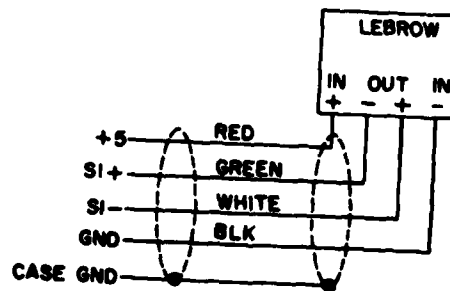 LEBROW
IN OUT IN
+ - + -
+5 RED
SI+ GREEN
SI- WHITE
GND BLK
CASE GND